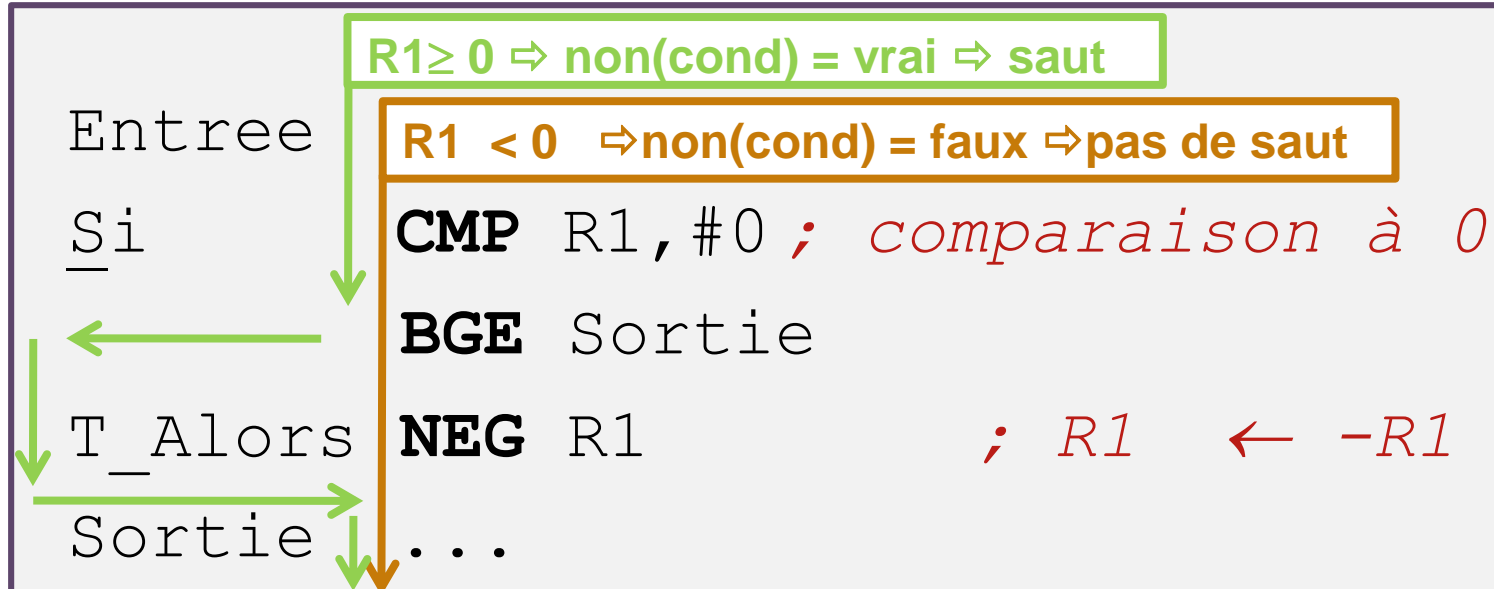 R1≥ 0 ⇨ non(cond) = vrai ⇨ saut
Entree
R1 < 0 ⇨non(cond) = faux ⇨pas de saut
Si CMP R1,#0 ; comparaison à 0
BGE Sortie
T_Alors NEG R1 ; R1 ← -R1
Sortie ...